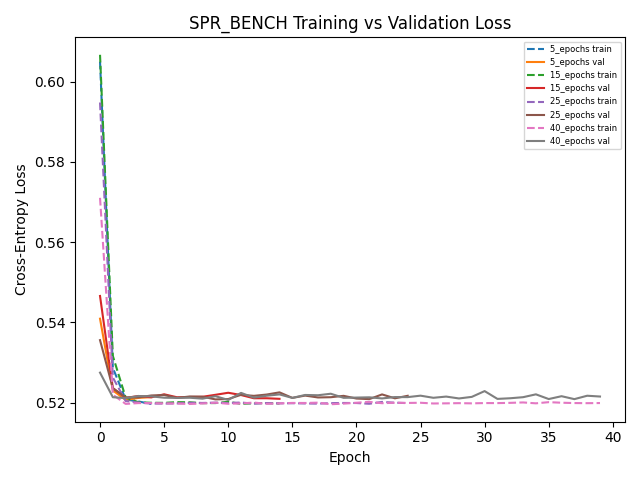 SPR_BENCH Training vs Validation Loss
Cross-Entropy Loss
0.60
0.58
0.56
0.54
0.52
5_epochs train
5_epochs val
15_epochs train
15_epochs val
25_epochs train
25_epochs val
40_epochs train
40_epochs val
0 5 10 15 20 25 30 35 40
Epoch